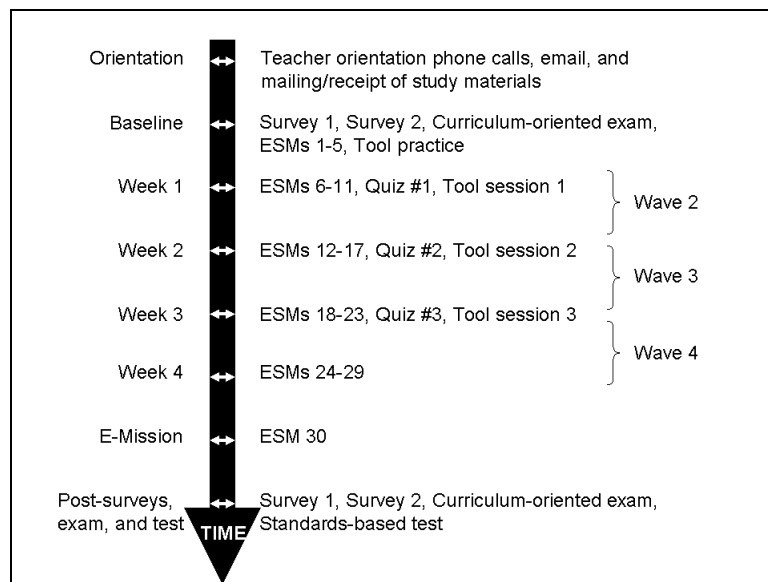 Orientation
Teacher orientation phone calls, email, and
mailing/receipt of study materials
Baseline
Survey 1, Survey 2, Curriculum-oriented exam,
ESMs 1-5, Tool practice
Week 1
ESMs 6-11, Quiz #1, Tool session 1
Wave 2
Week 2
ESMs 12-17, Quiz #2, Tool session 2
Wave 3
Week 3
ESMs 18-23, Quiz #3, Tool session 3
Wave 4
Week 4
ESMs 24-29
E-Mission
ESM 30
Post-surveys,
exam, and test
Survey 1, Survey 2, Curriculum-oriented exam,
Standards-based test
TIME